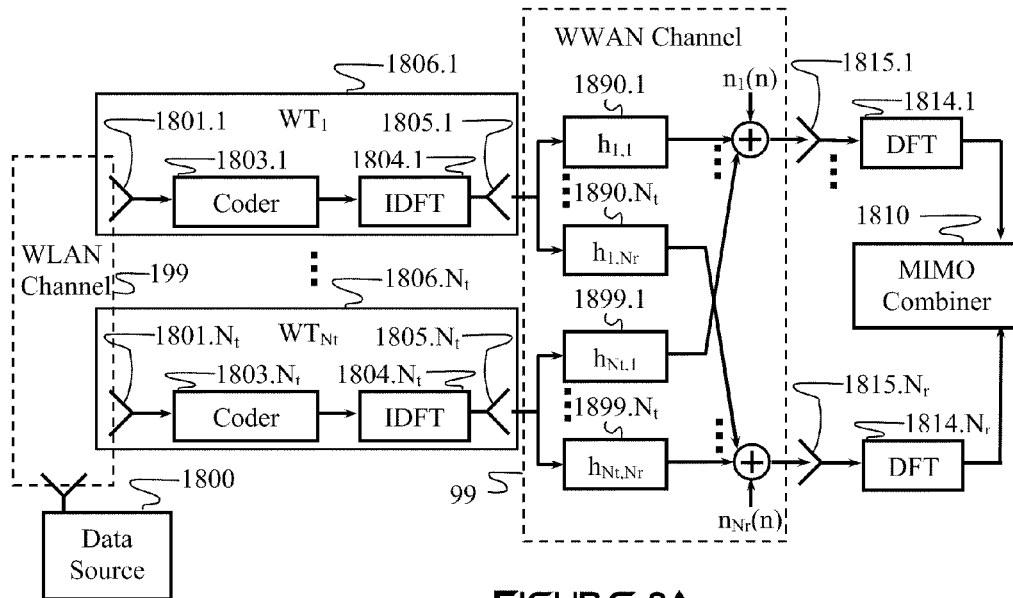 WWAN Channel
1806.1
1890.1
n1(n)
1815.1
1814.1
1801.1
WT1
1805.1
h1,1
DFT
1803.1
1804.1
1890.Nt
Coder
IDFT
1810
WLAN
Channel
199
h1,Nr
MIMO
Combiner
1806.Nt
1899.1
1801.Nt
WTNt
1805.Nt
hNt,1
1803.Nt
1804.Nt
1899.Nt
1815.Nr
1814.Nr
Coder
IDFT
hNt,Nr
DFT
1800
99
nNr(n)
Data
Source